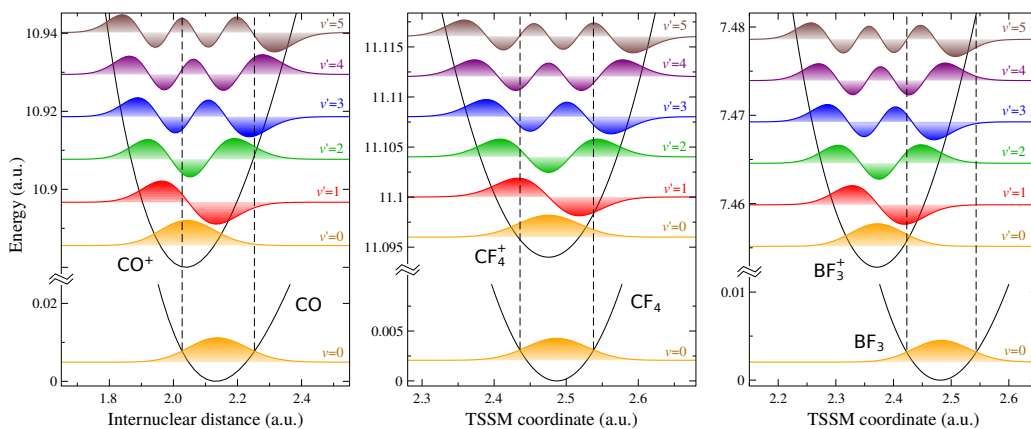 Energy (a.u.)
10.94
10.92
10.9
0.02
0
v'=5
v'=4
v'=3
v'=2
v'=1
v'=0
CO⁺
CO
v=0
1.8 2.0 2.2 2.4
Internuclear distance (a.u.)
11.115
11.11
11.105
11.1
11.095
0.005
0
v'=5
v'=4
v'=3
v'=2
v'=1
v'=0
CF₄⁺
CF₄
v=0
2.3 2.4 2.5 2.6
TSSM coordinate (a.u.)
7.48
7.47
7.46
0.01
0
v'=5
v'=4
v'=3
v'=2
v'=1
v'=0
BF₃⁺
BF₃
v=0
2.2 2.3 2.4 2.5 2.6
TSSM coordinate (a.u.)